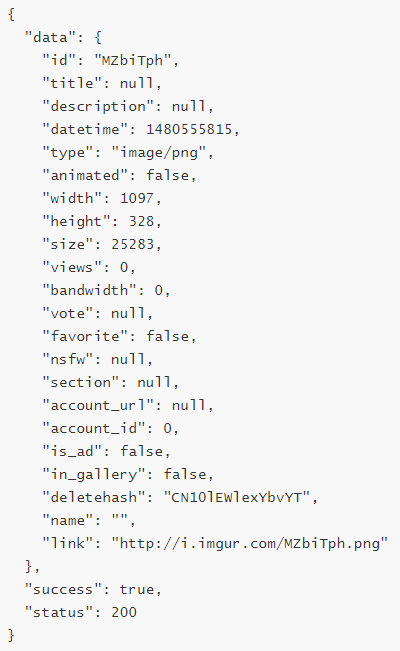 {
  "data": {
    "id": "MZbiTph",
    "title": null,
    "description": null,
    "datetime": 1480555815,
    "type": "image/png",
    "animated": false,
    "width": 1097,
    "height": 328,
    "size": 25283,
    "views": 0,
    "bandwidth": 0,
    "vote": null,
    "favorite": false,
    "nsfw": null,
    "section": null,
    "account_url": null,
    "account_id": 0,
    "is_ad": false,
    "in_gallery": false,
    "deletehash": "CN10lEWlexYbvYT",
    "name": "",
    "link": "http://i.imgur.com/MZbiTph.png"
  },
  "success": true,
  "status": 200
}